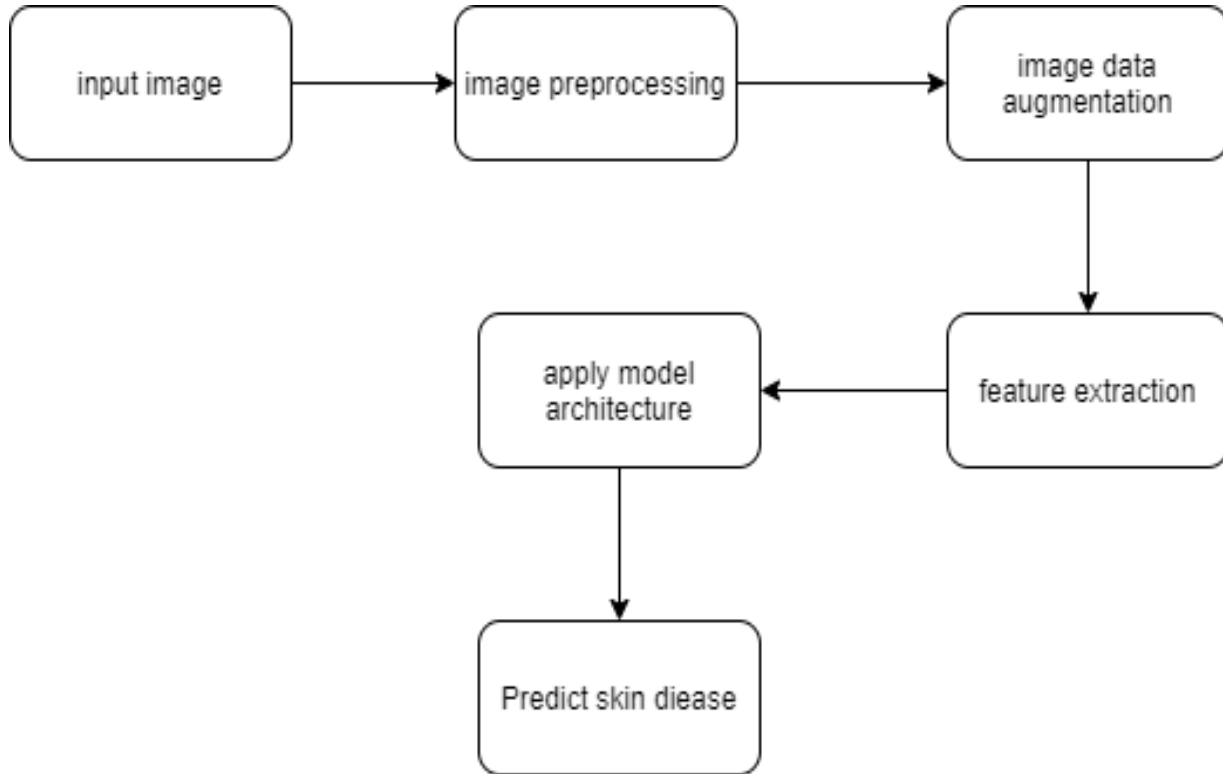 input image
image preprocessing
image data
augmentation
feature extraction
apply model
architecture
Predict skin diease